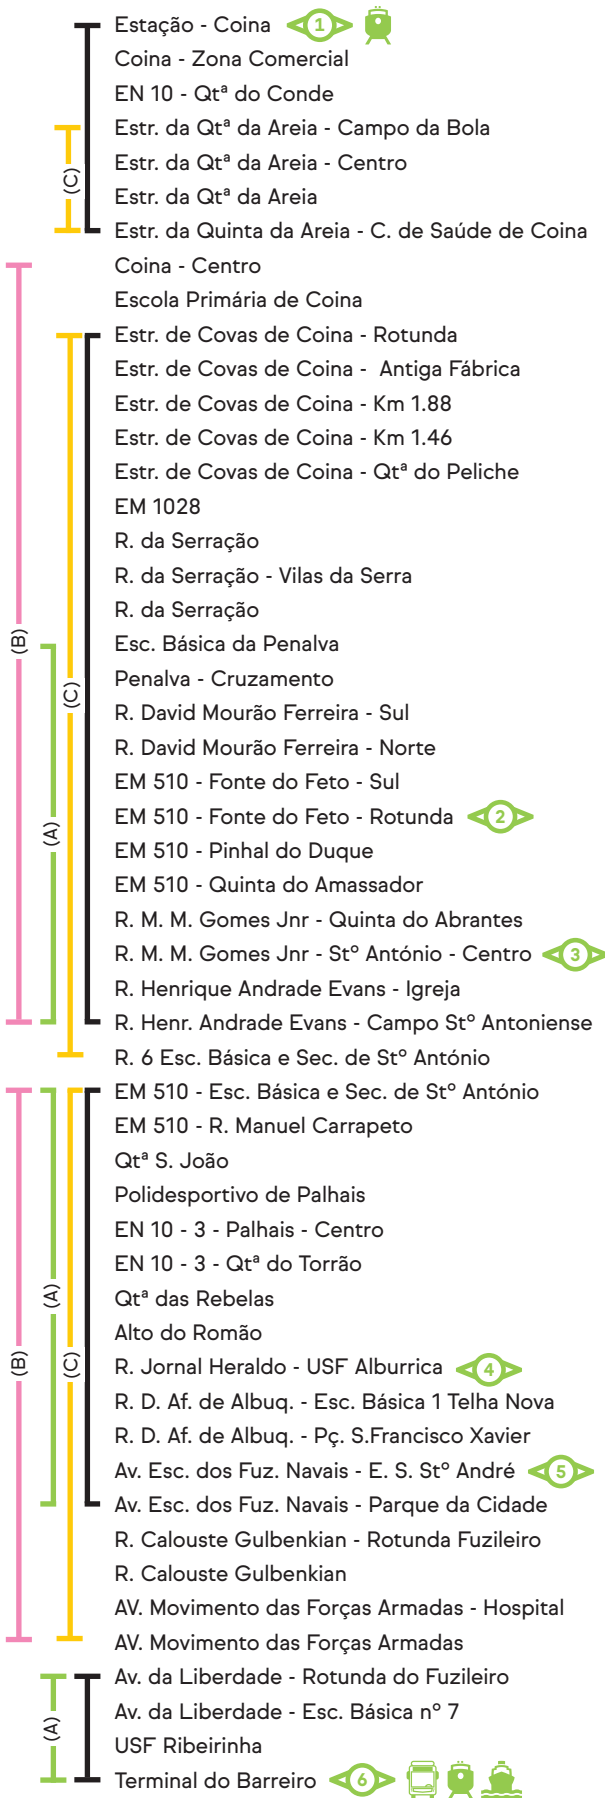 Estação - Coina 1
Coina - Zona Comercial
EN 10 - Qtª do Conde
Estr. da Qtª da Areia - Campo da Bola
(C) Estr. da Qtª da Areia - Centro
Estr. da Qtª da Areia
Estr. da Quinta da Areia - C. de Saúde de Coina
Coina - Centro
Escola Primária de Coina
Estr. de Covas de Coina - Rotunda
Estr. de Covas de Coina - Antiga Fábrica
Estr. de Covas de Coina - Km 1.88
Estr. de Covas de Coina - Km 1.46
Estr. de Covas de Coina - Qtª do Peliche
EM 1028
R. da Serração
R. da Serração - Vilas da Serra
R. da Serração
(B) Esc. Básica da Penalva
Penalva - Cruzamento
(C) R. David Mourão Ferreira - Sul
R. David Mourão Ferreira - Norte
EM 510 - Fonte do Feto - Sul
EM 510 - Fonte do Feto - Rotunda 2
(A) EM 510 - Pinhal do Duque
EM 510 - Quinta do Amassador
R. M. M. Gomes Jnr - Quinta do Abrantes
R. M. M. Gomes Jnr - Stº António - Centro 3
R. Henrique Andrade Evans - Igreja
R. Henr. Andrade Evans - Campo Stº Antoniense
R. 6 Esc. Básica e Sec. de Stº António
EM 510 - Esc. Básica e Sec. de Stº António
EM 510 - R. Manuel Carrapeto
Qtª S. João
Polidesportivo de Palhais
EN 10 - 3 - Palhais - Centro
EN 10 - 3 - Qtª do Torrão
(A) Qtª das Rebelas
Alto do Romão
(B) (C) R. Jornal Heraldo - USF Alburrica 4
R. D. Af. de Albuq. - Esc. Básica 1 Telha Nova
R. D. Af. de Albuq. - Pç. S.Francisco Xavier
Av. Esc. dos Fuz. Navais - E. S. Stº André 5
Av. Esc. dos Fuz. Navais - Parque da Cidade
R. Calouste Gulbenkian - Rotunda Fuzileiro
R. Calouste Gulbenkian
AV. Movimento das Forças Armadas - Hospital
AV. Movimento das Forças Armadas
Av. da Liberdade - Rotunda do Fuzileiro
(A) Av. da Liberdade - Esc. Básica nº 7
USF Ribeirinha
Terminal do Barreiro 6